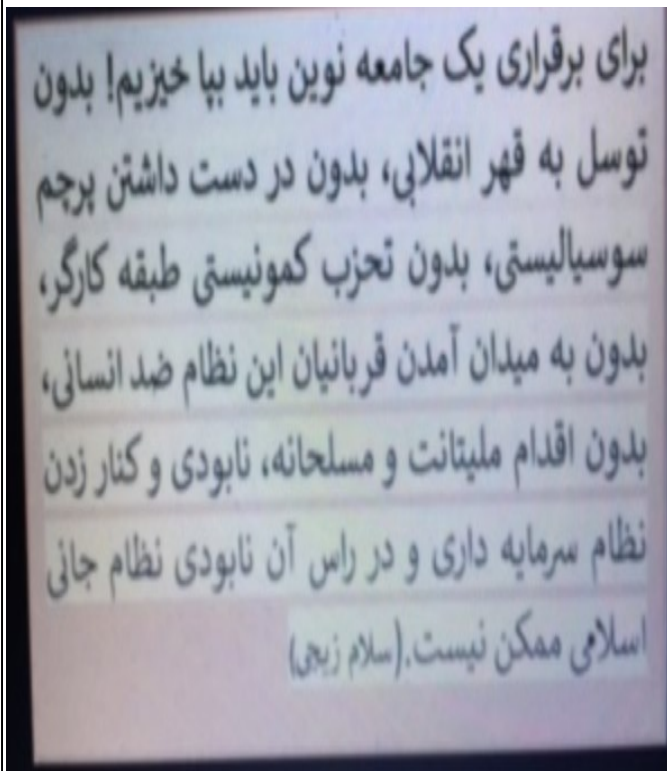 برای برقراری یک جامعه نوین باید بپا خیزیم! بدون
توسل به قهر انقلابی، بدون در دست داشتن پرچم
سوسیالیستی، بدون تحزب کمونیستی طبقه کارگر،
بدون به میدان آمدن قربانیان این نظام ضد انسانی،
بدون اقدام ملیتانت و مسلحانه، نابودی و کنار زدن
نظام سرمایه داری و در راس آن نابودی نظام جانی
اسلامی ممکن نیست.(سلام زیجی)